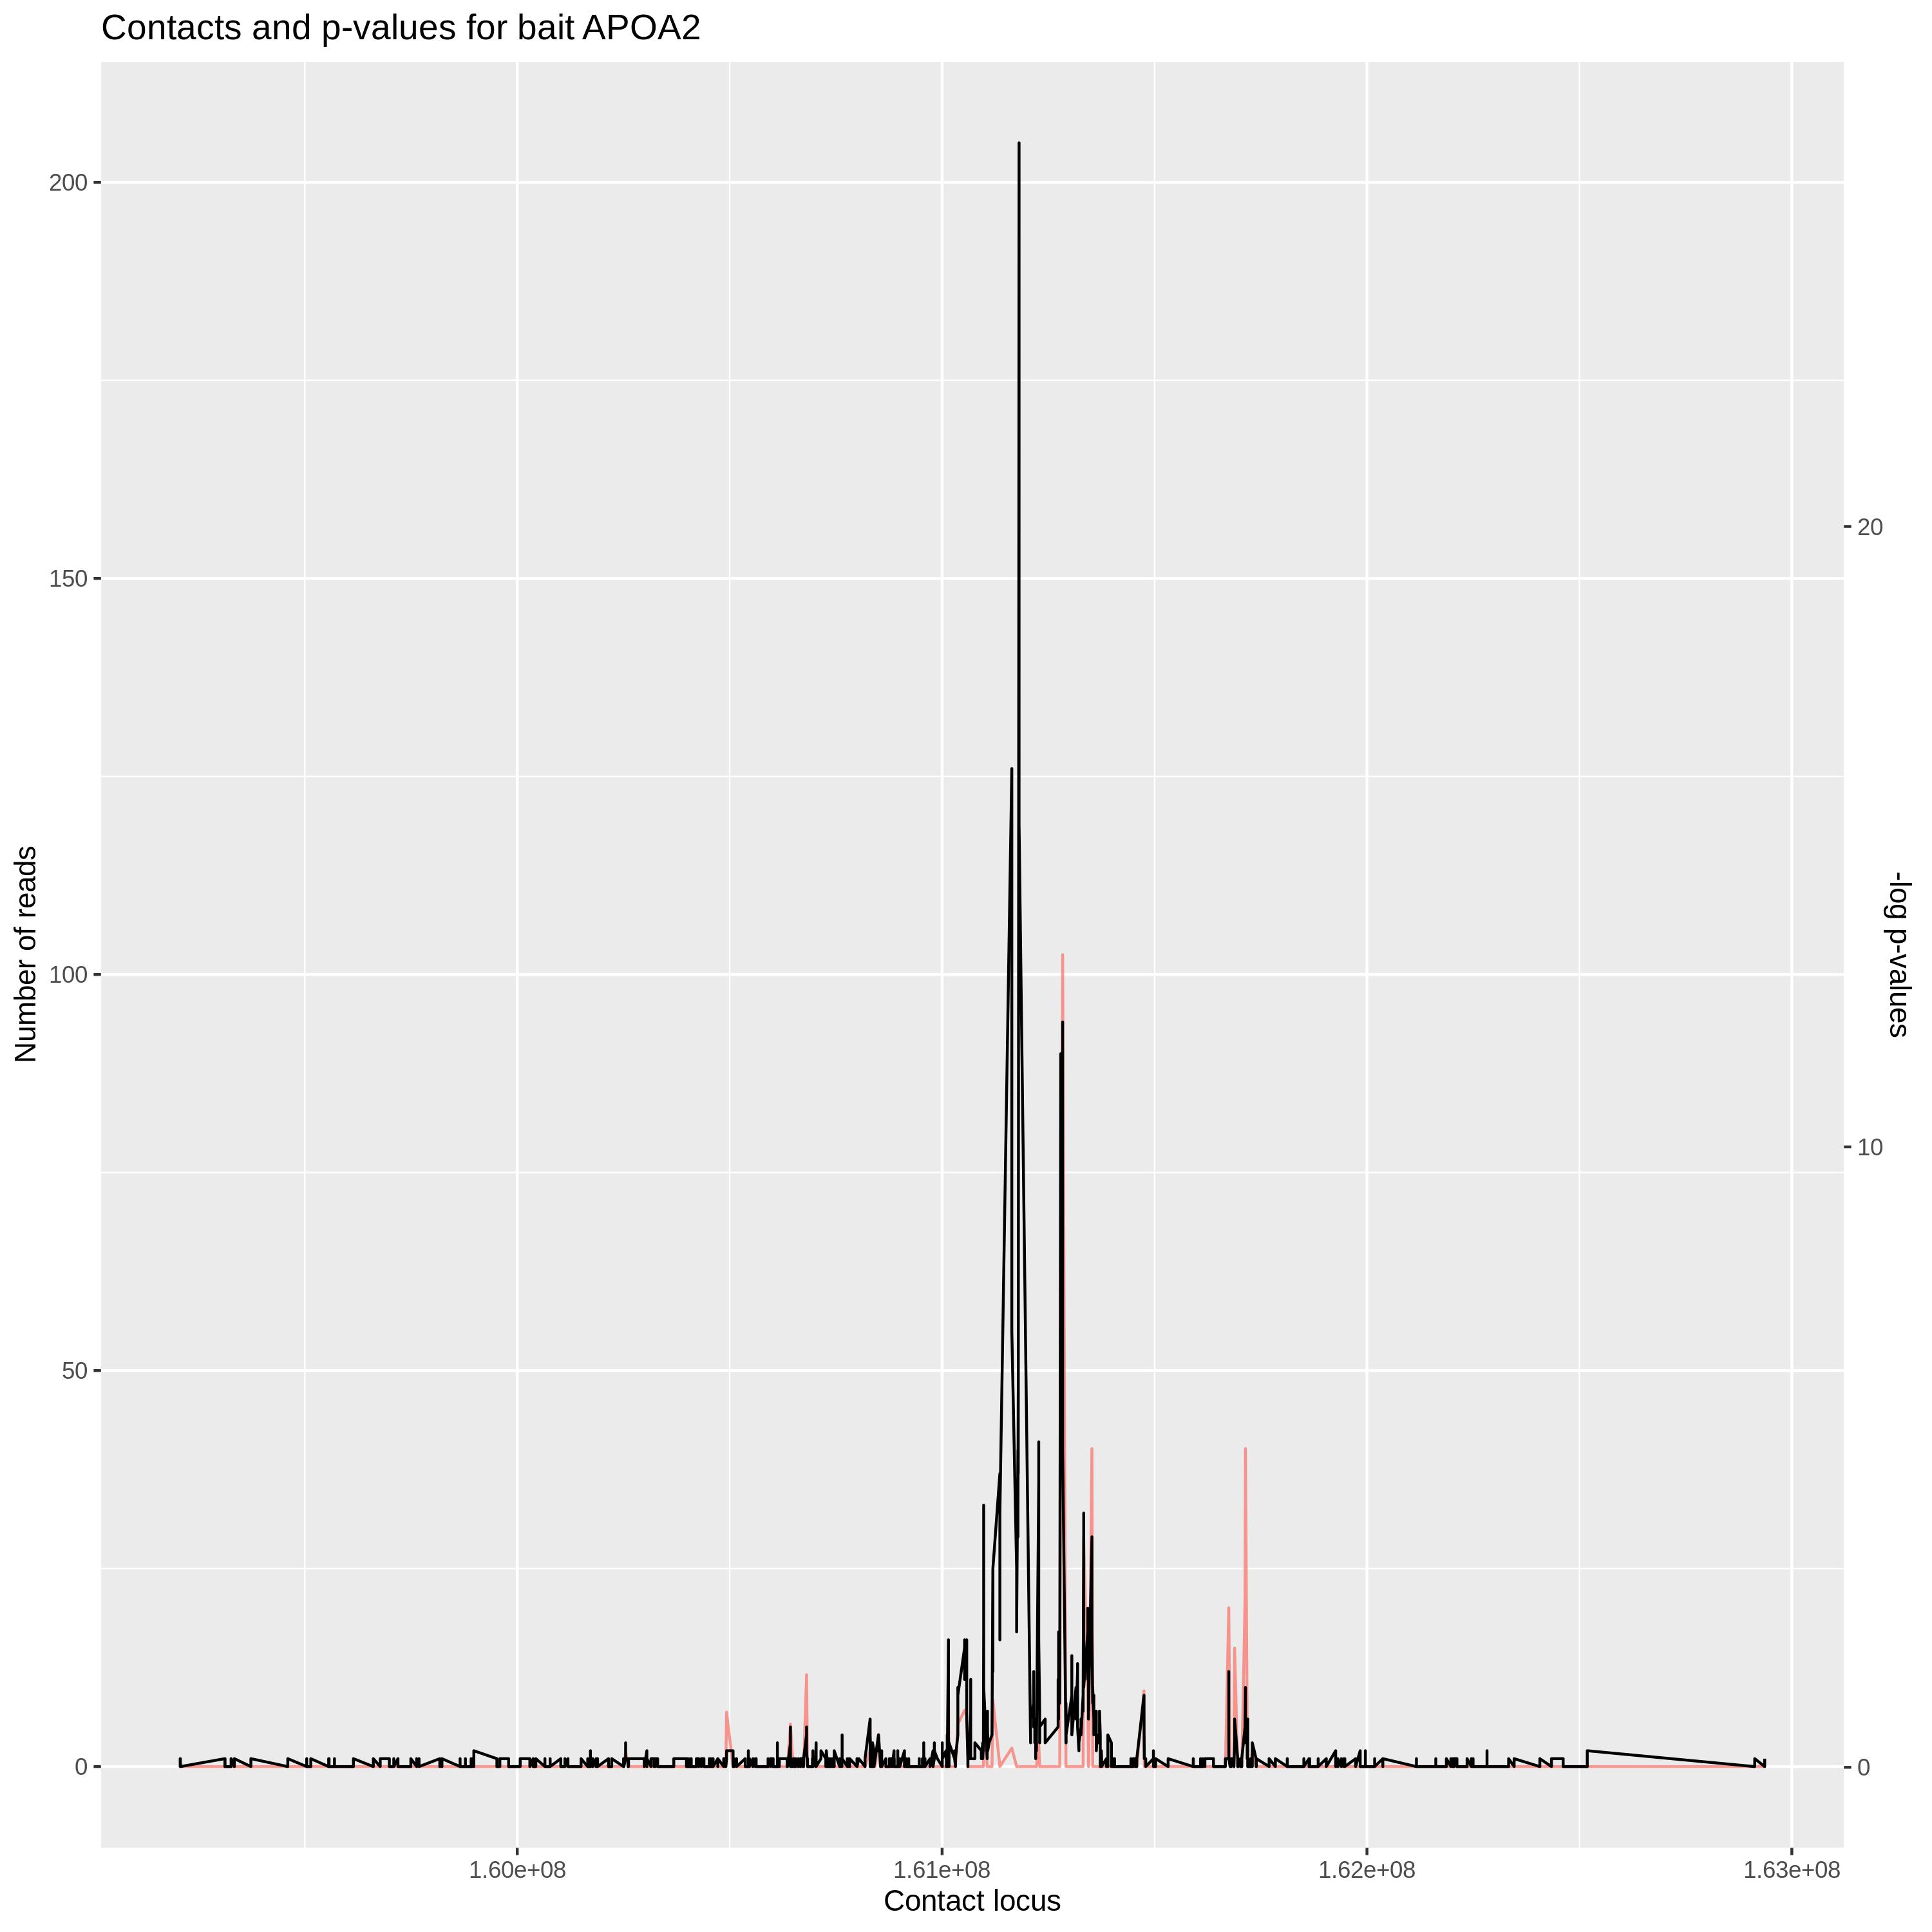 Contacts and p-values for bait APOA2
200
150
100
50
0
Number of reads
20
10
0
-log p-values
1.60e+08
1.61e+08
1.62e+08
1.63e+08
Contact locus